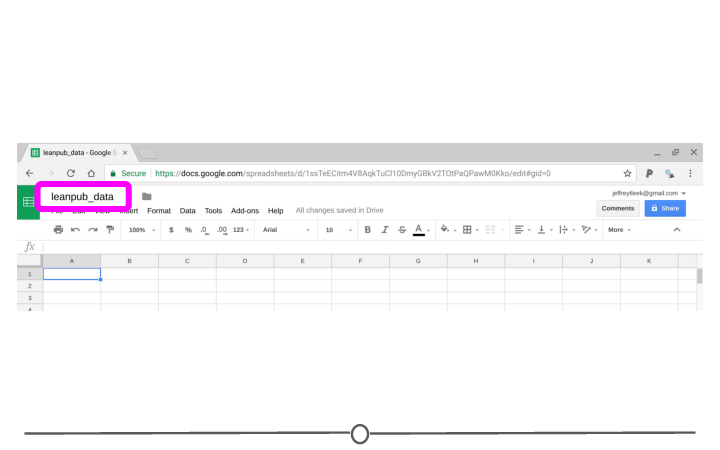 leanpub_data - Google S
Secure https://docs.google.com/spreadsheets/d/1ssTeECitm4V8AqkTuCl10DmyGBkV2TOtPaQPawM0Kko/edit#gid=0
leanpub_data
jeffreytleek@gmail.com
File Edit View Insert Format Data Tools Add-ons Help All changes saved in Drive
Comments Share
100% $ % .0 .00 123 Arial 10 B I S A More
fx
A B C D E F G H I J K
1
2
3
4